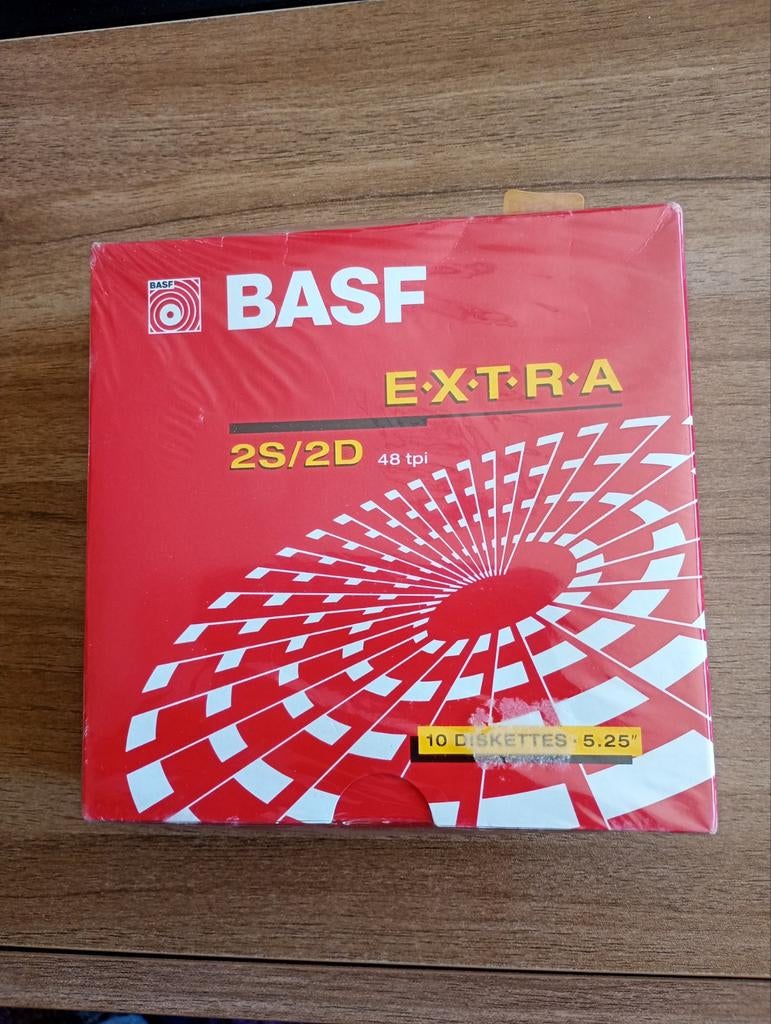 BASF
BASF
E·X·T·R·A
2S/2D 48 tpi
10 DISKETTES · 5.25"